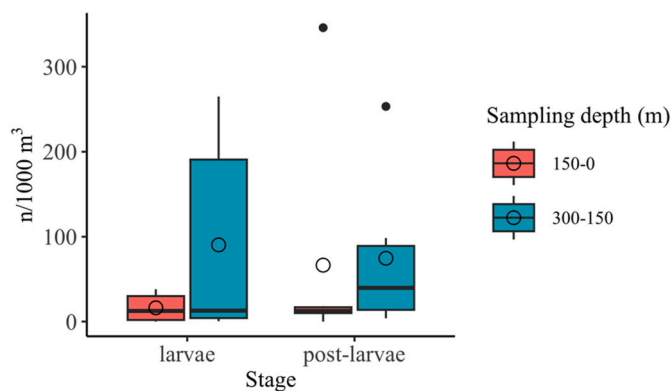 300
200
100
0
n/1000 m³
larvae
post-larvae
Stage
Sampling depth (m)
150-0
300-150